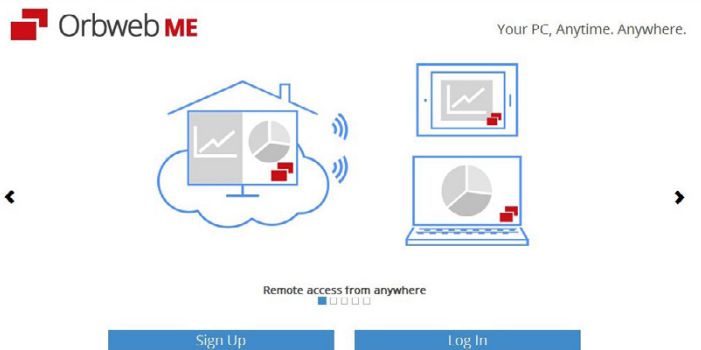 Orbweb ME
Your PC, Anytime. Anywhere.
Remote access from anywhere
Sign Up
Log In